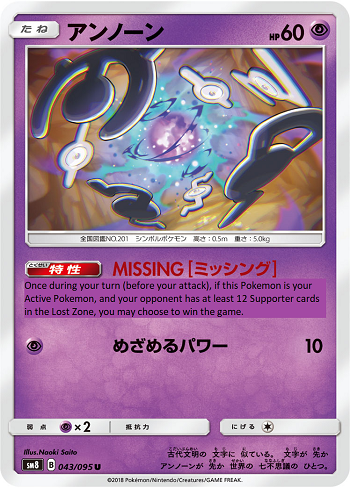 たね アンノーン HP60
全国図鑑NO.201 シンボルポケモン 高さ：0.5m 重さ：5.0kg
とくせい
特性 MISSING [ミッシング]
Once during your turn (before your attack), if this Pokemon is your
Active Pokemon, and your opponent has at least 12 Supporter cards
in the Lost Zone, you may choose to win the game.
めざめるパワー 10
弱点 ×2 抵抗力 にげる
Illus.Naoki Saito
sm8 B 043/095 U
古代文明の 文字に 似ている。 文字が 先か
アンノーンが 先か 世界の 七不思議の ひとつ。
©2018 Pokémon/Nintendo/Creatures/GAME FREAK.